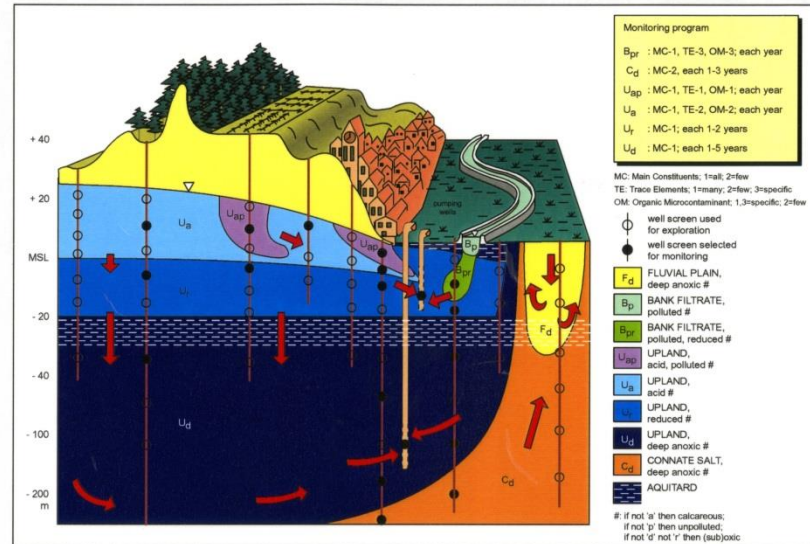 Monitoring program
Bpr : MC-1, TE-3, OM-3; each year
Cd : MC-2, each 1-3 years
Uap : MC-1, TE-1, OM-1; each year
Ua : MC-1, TE-2, OM-2; each year
Ur : MC-1; each 1-2 years
Ud : MC-1; each 1-5 years
MC: Main Constituents; 1=all; 2=few
TE: Trace Elements; 1=many; 2=few; 3=specific
OM: Organic Microcontaminant; 1,3=specific; 2=few
well screen used
for exploration
well screen selected
for monitoring
Fd FLUVIAL PLAIN,
deep anoxic #
Bp BANK FILTRATE,
polluted #
Bpr BANK FILTRATE,
polluted, reduced #
Uap UPLAND,
acid, polluted #
Ua UPLAND,
acid #
Ur UPLAND,
reduced #
Ud UPLAND,
deep anoxic #
Cd CONNATE SALT,
deep anoxic #
AQUITARD
#: if not 'a' then calcareous;
if not 'p' then unpolluted;
if not 'd' not 'r' then (sub)oxic
+ 40
+ 20
MSL
- 20
- 40
- 100
- 200
m
pumping
wells
Ua
Uap
Uap
Bp
Bpr
Ur
Fd
Ud
Cd